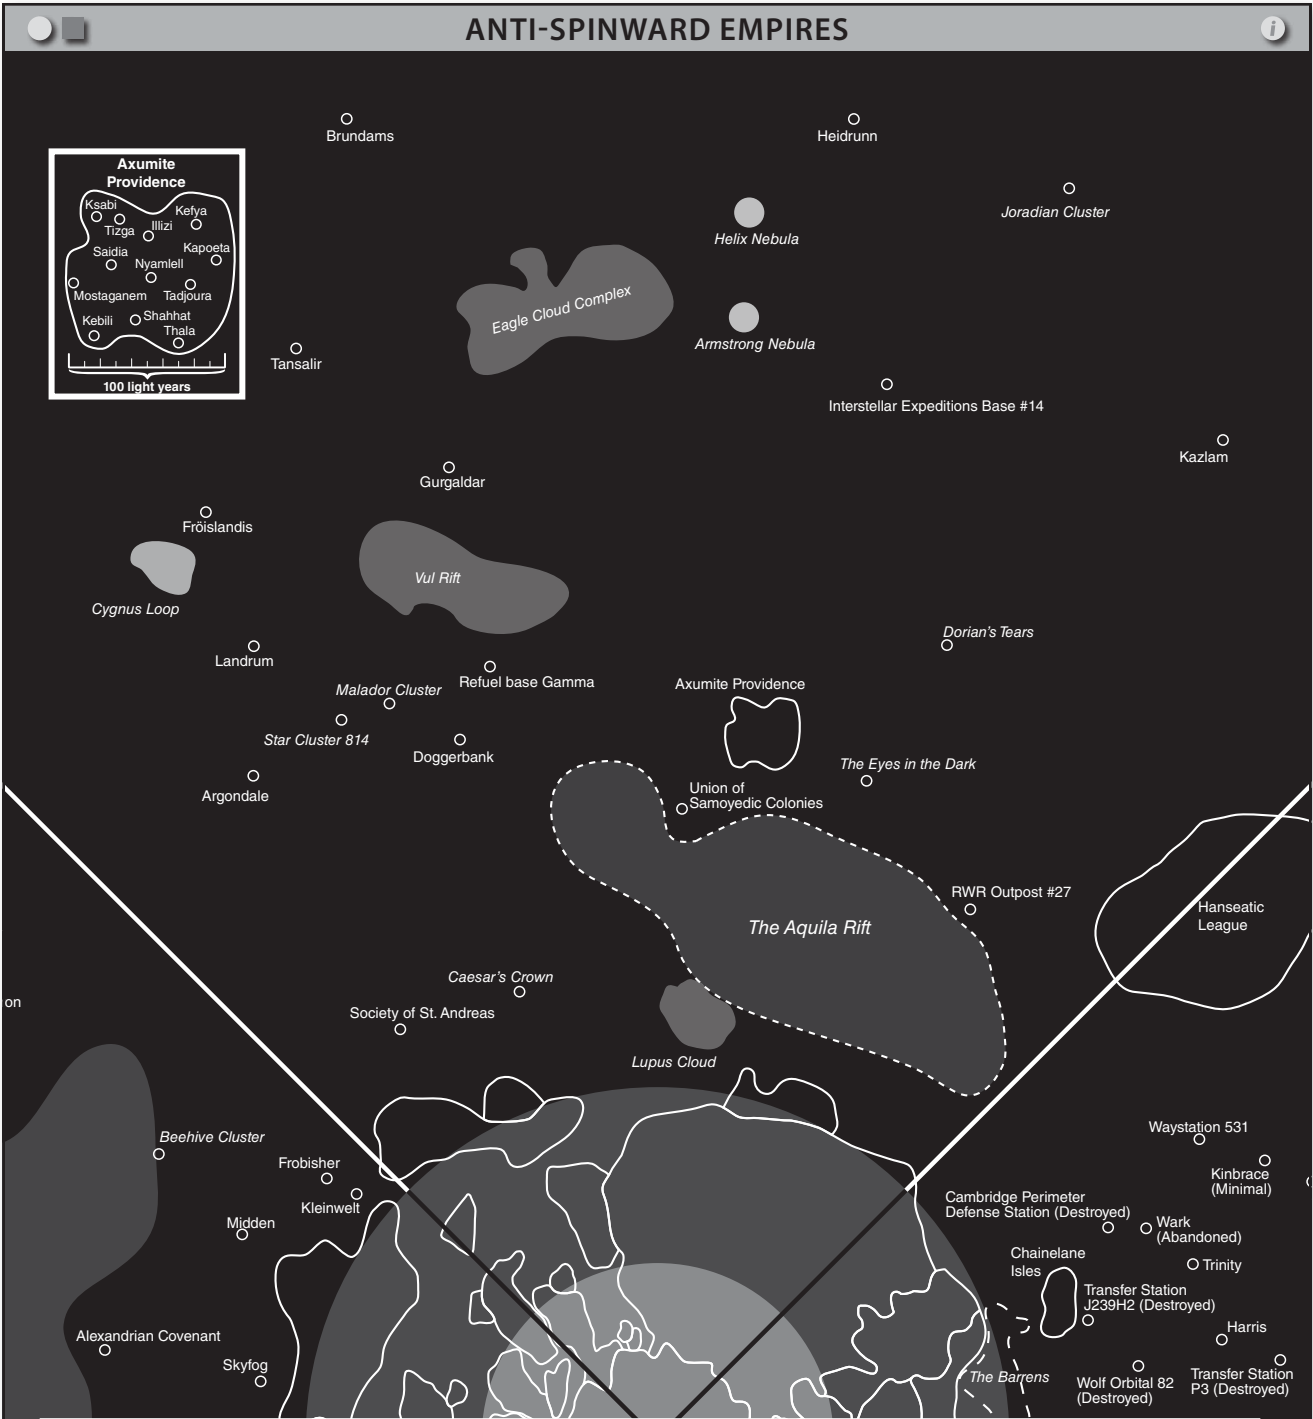 ANTI-SPINWARD EMPIRES
i
Brundams
Heidrunn
Axumite
Providence
Ksabi
Kefya
Tizga
Illizi
Saidia
Kapoeta
Nyamlell
Mostaganem
Tadjoura
Kebili
Shahhat
Thala
100 light years
Joradian Cluster
Helix Nebula
Eagle Cloud Complex
Armstrong Nebula
Tansalir
Interstellar Expeditions Base #14
Kazlam
Gurgaldar
Fröislandis
Vul Rift
Cygnus Loop
Dorian's Tears
Landrum
Refuel base Gamma
Malador Cluster
Axumite Providence
Star Cluster 814
Doggerbank
The Eyes in the Dark
Argondale
Union of
Samoyedic Colonies
RWR Outpost #27
Hanseatic
League
The Aquila Rift
Caesar's Crown
on
Society of St. Andreas
Lupus Cloud
Beehive Cluster
Waystation 531
Frobisher
Kinbrace
(Minimal)
Kleinwelt
Cambridge Perimeter
Defense Station (Destroyed)
Midden
Wark
(Abandoned)
Chainelane
Isles
Trinity
Transfer Station
J239H2 (Destroyed)
Alexandrian Covenant
Harris
Skyfog
The Barrens
Wolf Orbital 82
(Destroyed)
Transfer Station
P3 (Destroyed)